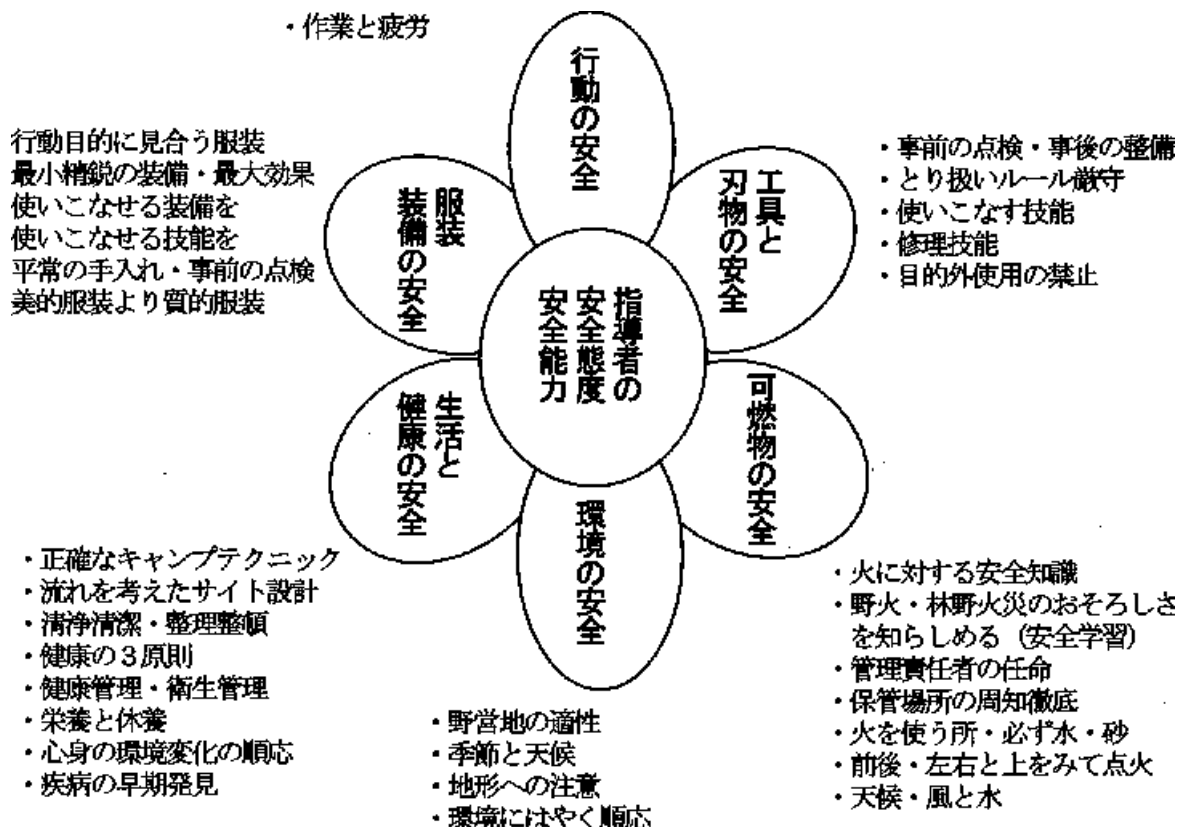 ・作業と疲労
行動の安全
行動目的に見合う服装
最小精鋭の装備・最大効果
使いこなせる装備を
使いこなせる技能を
平常の手入れ・事前の点検
美的服装より質的服装
服装
装備の安全
工具と
刃物の安全
・事前の点検・事後の整備
・とり扱いルール厳守
・使いこなす技能
・修理技能
・目的外使用の禁止
指導者の
安全態度
安全能力
生活と
健康の安全
可燃物の安全
環境の安全
・正確なキャンプテクニック
・流れを考えたサイト設計
・清浄清潔・整理整頓
・健康の３原則
・健康管理・衛生管理
・栄養と休養
・心身の環境変化の順応
・疾病の早期発見
・野営地の適性
・季節と天候
・地形への注意
・環境にはやく順応
・火に対する安全知識
・野火・林野火災のおそろしさ
を知らしめる（安全学習）
・管理責任者の任命
・保管場所の周知徹底
・火を使う所・必ず水・砂
・前後・左右と上をみて点火
・天候・風と水